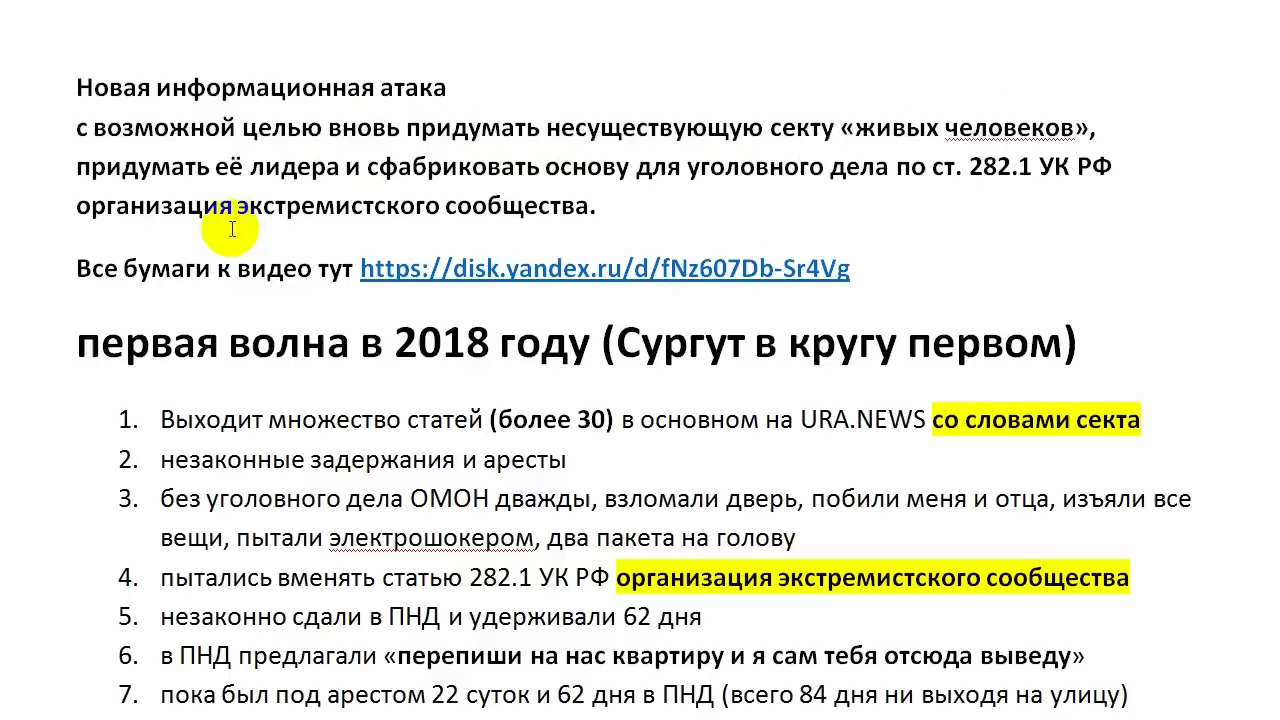 Новая информационная атака
с возможной целью вновь придумать несуществующую секту «живых человеков»,
придумать её лидера и сфабриковать основу для уголовного дела по ст. 282.1 УК РФ
организация экстремистского сообщества.
Все бумаги к видео тут https://disk.yandex.ru/d/fNz607Db-Sr4Vg
первая волна в 2018 году (Сургут в кругу первом)
1. Выходит множество статей (более 30) в основном на URA.NEWS со словами секта
2. незаконные задержания и аресты
3. без уголовного дела ОМОН дважды, взломали дверь, побили меня и отца, изъяли все
вещи, пытали электрошокером, два пакета на голову
4. пытались вменять статью 282.1 УК РФ организация экстремистского сообщества
5. незаконно сдали в ПНД и удерживали 62 дня
6. в ПНД предлагали «перепиши на нас квартиру и я сам тебя отсюда выведу»
7. пока был под арестом 22 суток и 62 дня в ПНД (всего 84 дня ни выходя на улицу)